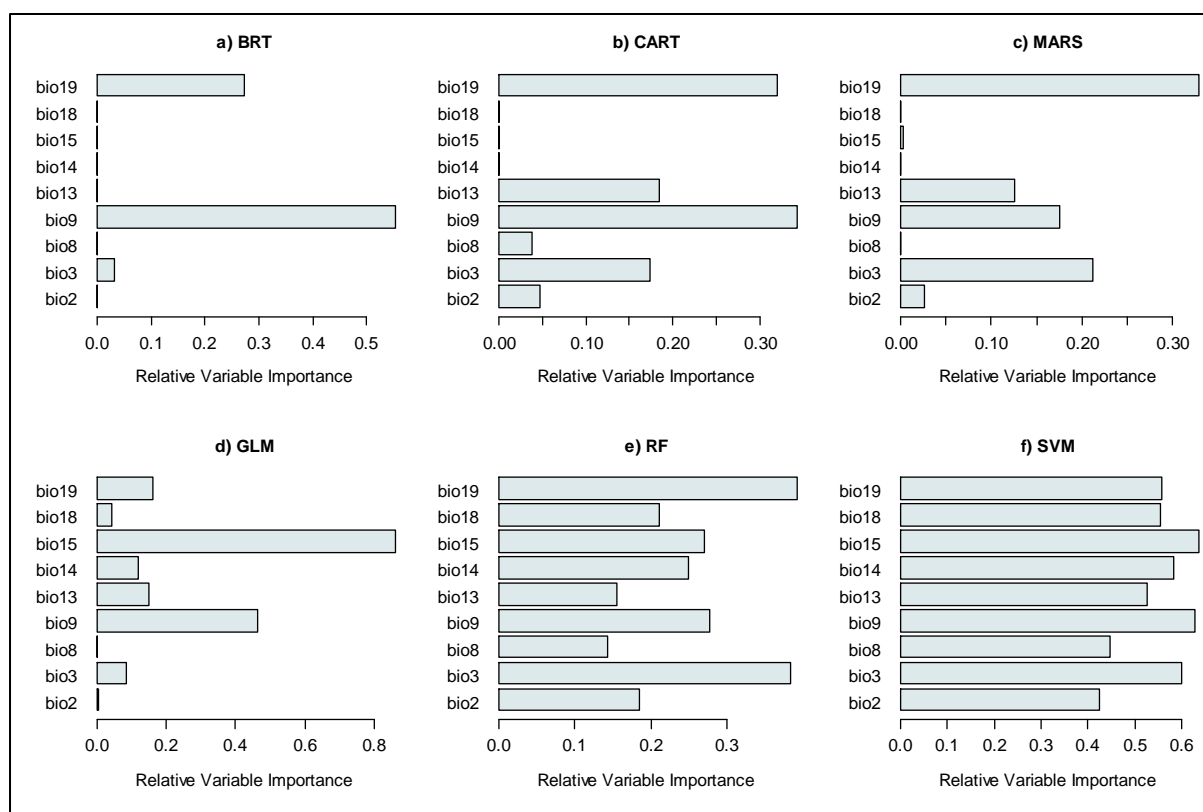 a) BRT
bio19
bio18
bio15
bio14
bio13
bio9
bio8
bio3
bio2
0.0 0.1 0.2 0.3 0.4 0.5
Relative Variable Importance
b) CART
bio19
bio18
bio15
bio14
bio13
bio9
bio8
bio3
bio2
0.00 0.10 0.20 0.30
Relative Variable Importance
c) MARS
bio19
bio18
bio15
bio14
bio13
bio9
bio8
bio3
bio2
0.00 0.10 0.20 0.30
Relative Variable Importance
d) GLM
bio19
bio18
bio15
bio14
bio13
bio9
bio8
bio3
bio2
0.0 0.2 0.4 0.6 0.8
Relative Variable Importance
e) RF
bio19
bio18
bio15
bio14
bio13
bio9
bio8
bio3
bio2
0.0 0.1 0.2 0.3
Relative Variable Importance
f) SVM
bio19
bio18
bio15
bio14
bio13
bio9
bio8
bio3
bio2
0.0 0.1 0.2 0.3 0.4 0.5 0.6
Relative Variable Importance